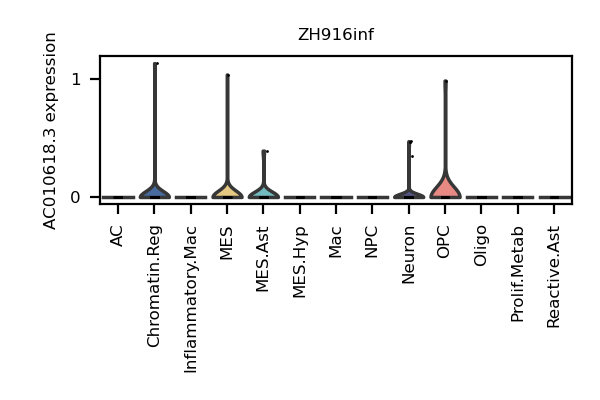 ZH916inf
AC010618.3 expression
1
0
AC
Chromatin.Reg
Inflammatory.Mac
MES
MES.Ast
MES.Hyp
Mac
NPC
Neuron
OPC
Oligo
Prolif.Metab
Reactive.Ast